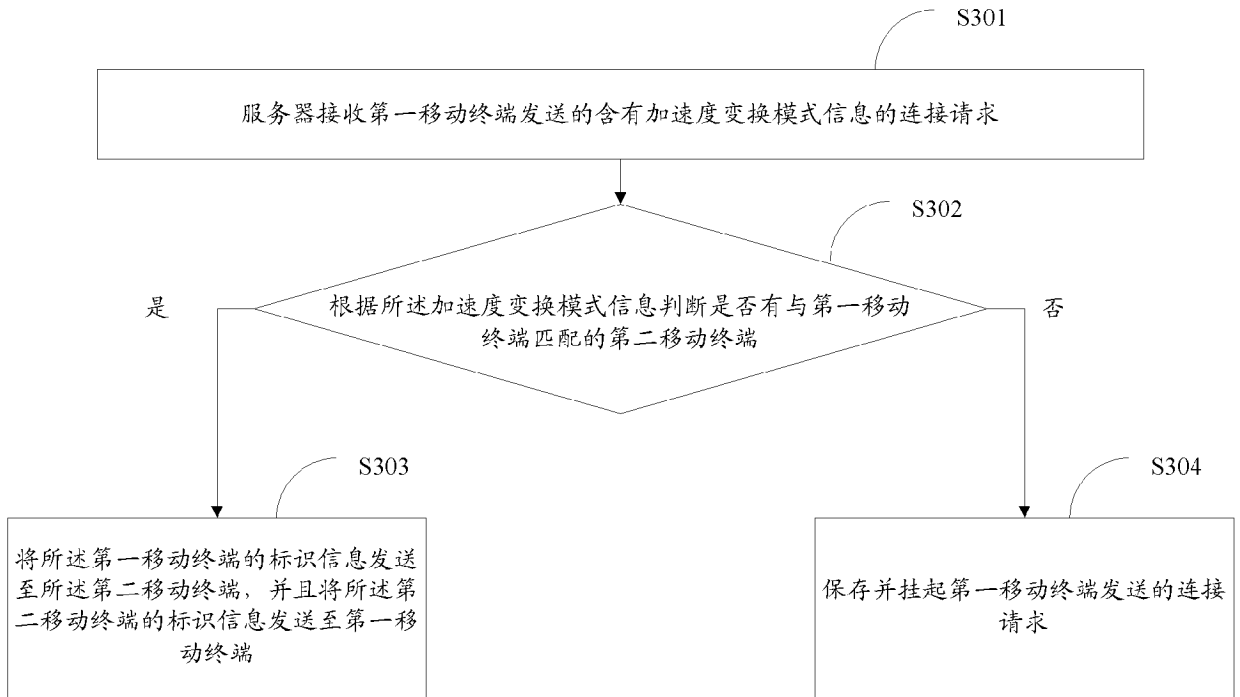 S301
服务器接收第一移动终端发送的含有加速度变换模式信息的连接请求
S302
是
根据所述加速度变换模式信息判断是否有与第一移动
终端匹配的第二移动终端
否
S303
S304
将所述第一移动终端的标识信息发送
至所述第二移动终端，并且将所述第
二移动终端的标识信息发送至第一移
动终端
保存并挂起第一移动终端发送的连接
请求